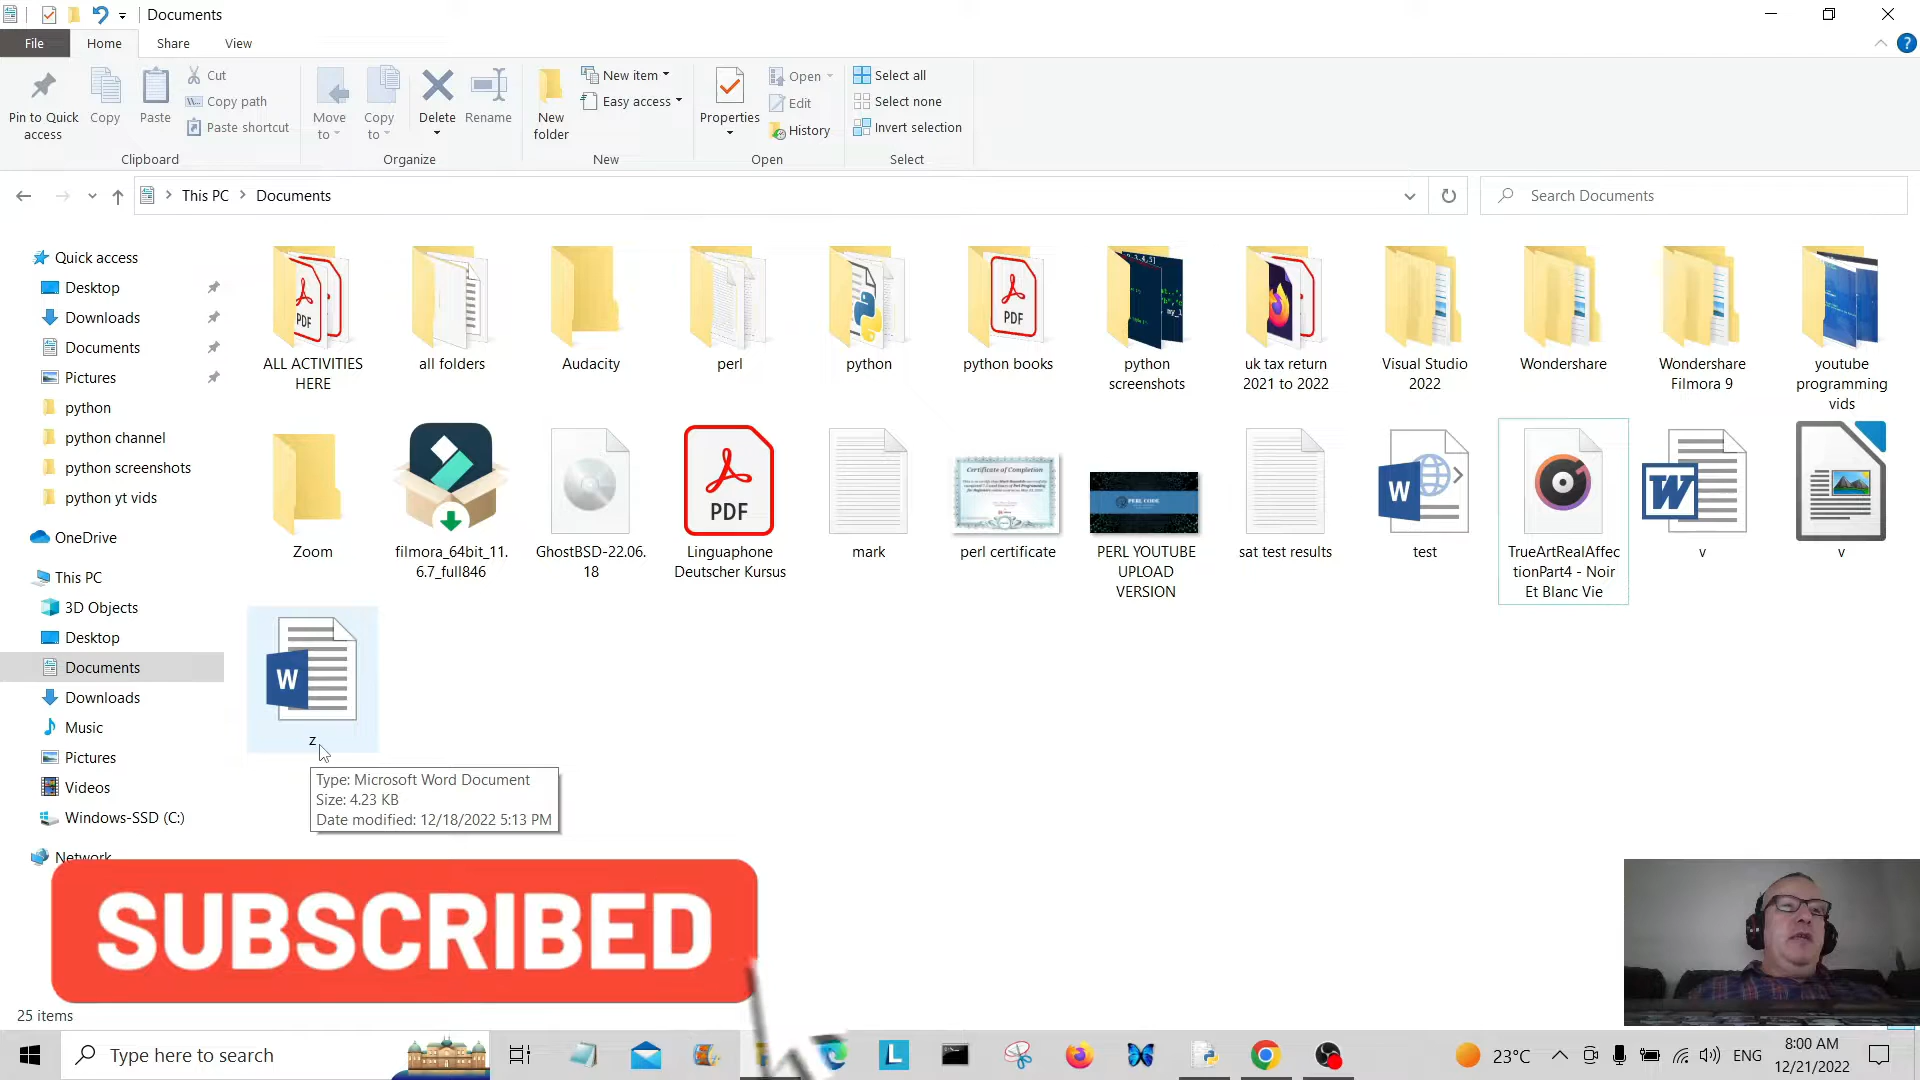 Documents
File
Home
Share
View
Pin to Quick
access
Copy
Paste
Cut
Copy path
Paste shortcut
Clipboard
Move
to
Copy
to
Delete
Rename
Organize
New
folder
New item
Easy access
New
Properties
Open
Edit
History
Open
Select all
Select none
Invert selection
Select
This PC
Documents
Search Documents
Quick access
Desktop
Downloads
Documents
Pictures
python
python channel
python screenshots
python yt vids
OneDrive
This PC
3D Objects
Desktop
Documents
Downloads
Music
Pictures
Videos
Windows-SSD (C:)
Network
ALL ACTIVITIES
HERE
all folders
Audacity
perl
python
python books
python
screenshots
uk tax return
2021 to 2022
Visual Studio
2022
Wondershare
Wondershare
Filmora 9
youtube
programming
vids
PDF
PDF
Zoom
filmora_64bit_11.
6.7_full846
GhostBSD-22.06.
18
PDF
Linguaphone
Deutscher Kursus
mark
Certificate of Completion
perl certificate
PERL CODE
PERL YOUTUBE
UPLOAD
VERSION
sat test results
W
test
TrueArtRealAffec
tionPart4 - Noir
Et Blanc Vie
W
v
v
W
z
Type: Microsoft Word Document
Size: 4.23 KB
Date modified: 12/18/2022 5:13 PM
SUBSCRIBED
25 items
Type here to search
L
23°C
ENG
8:00 AM
12/21/2022